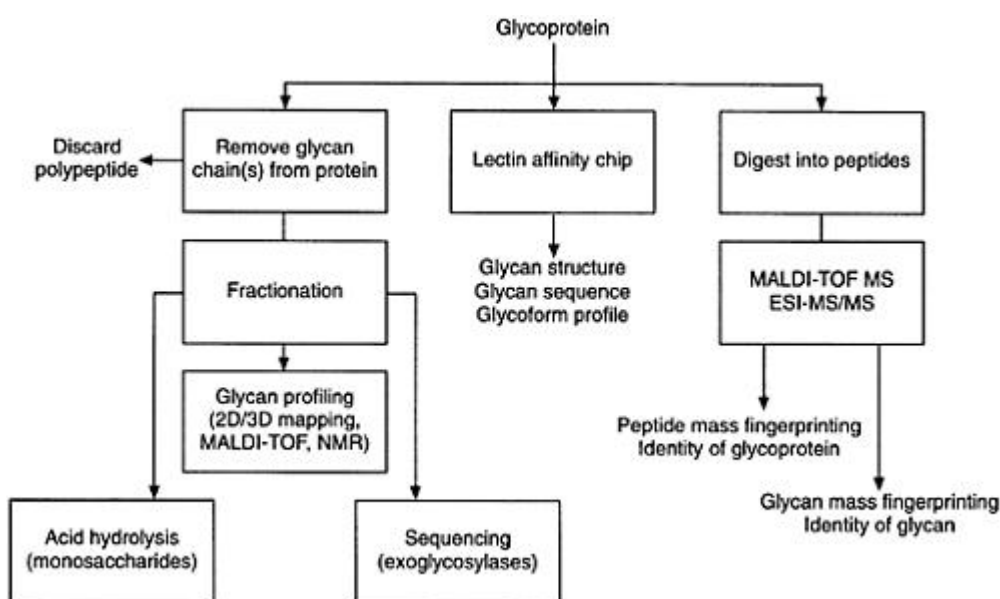 Glycoprotein
Discard
polypeptide
Remove glycan
chain(s) from protein
Lectin affinity chip
Digest into peptides
Fractionation
Glycan structure
Glycan sequence
Glycoform profile
MALDI-TOF MS
ESI-MS/MS
Glycan profiling
(2D/3D mapping,
MALDI-TOF, NMR)
Peptide mass fingerprinting
Identity of glycoprotein
Glycan mass fingerprinting
Identity of glycan
Acid hydrolysis
(monosaccharides)
Sequencing
(exoglycosylases)